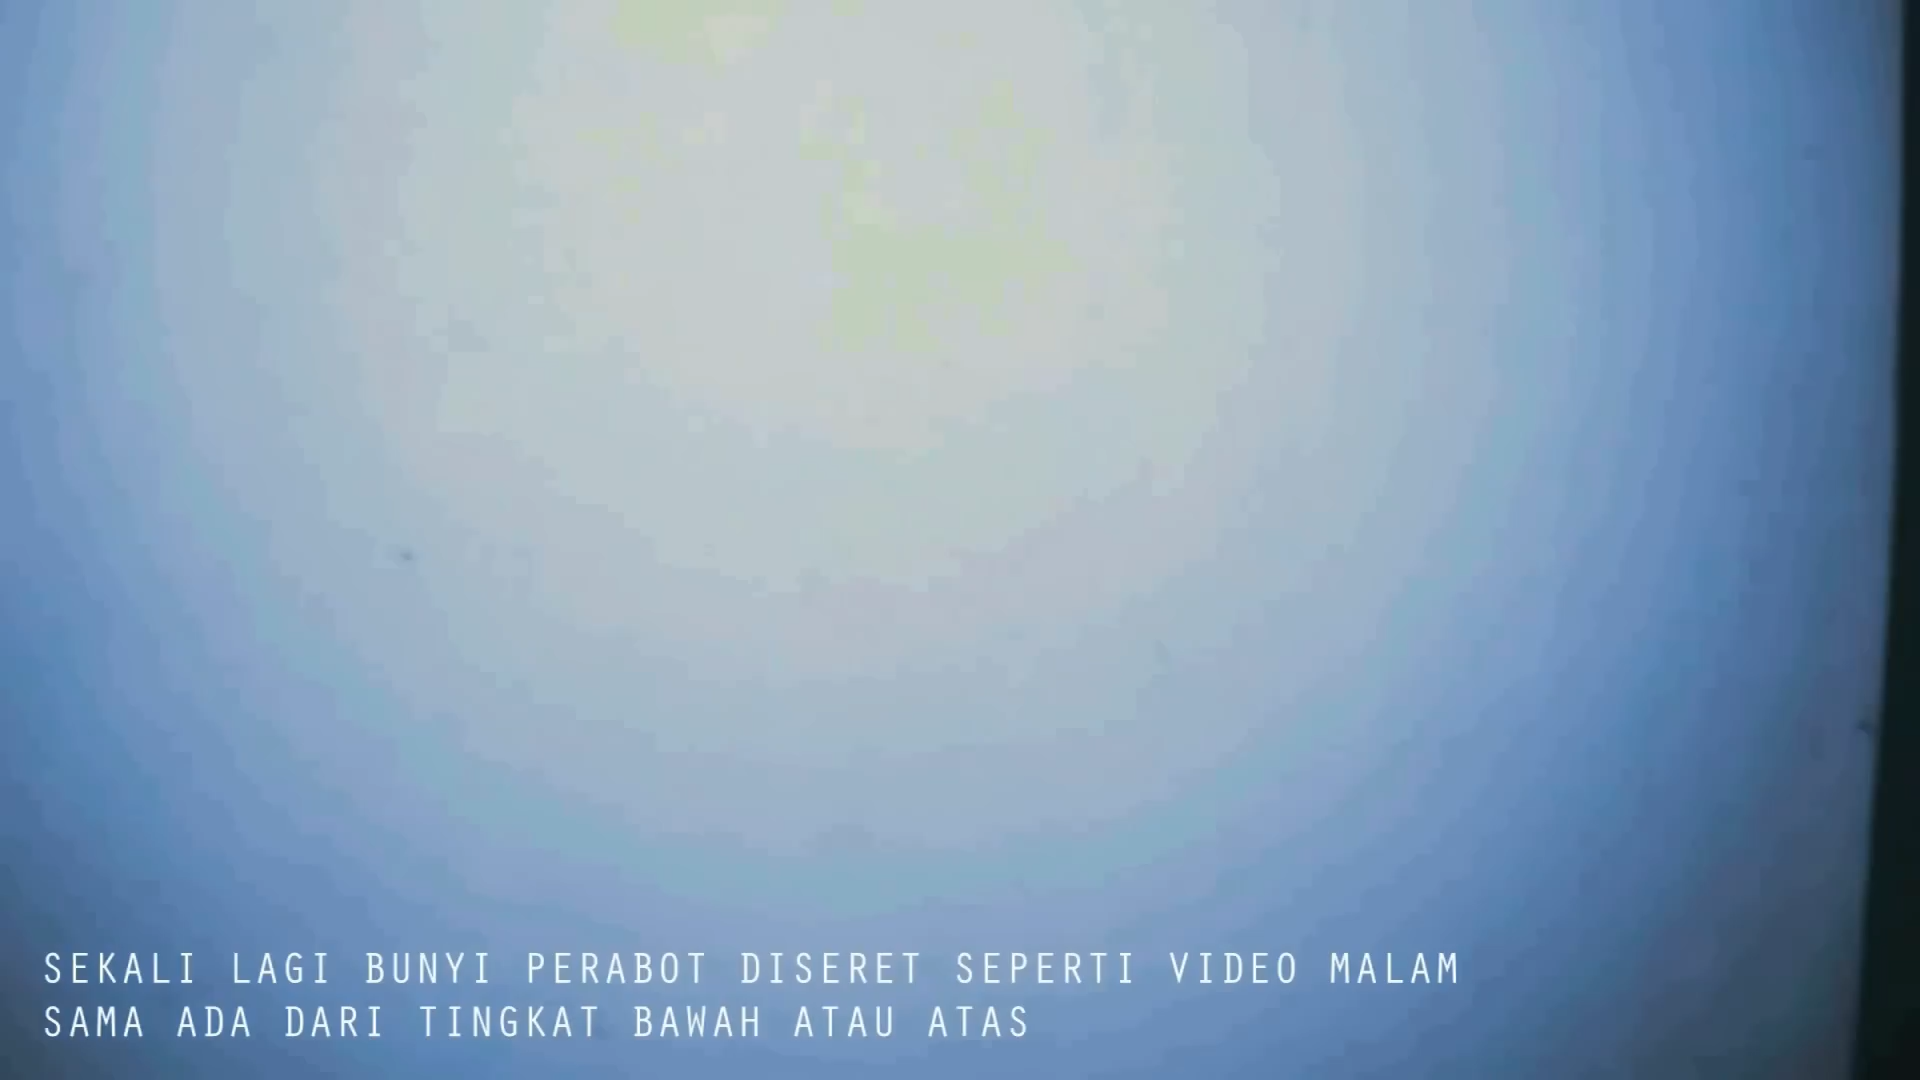 SEKALI LAGI BUNYI PERABOT DISERET SEPERTI VIDEO MALAM
SAMA ADA DARI TINGKAT BAWAH ATAU ATAS